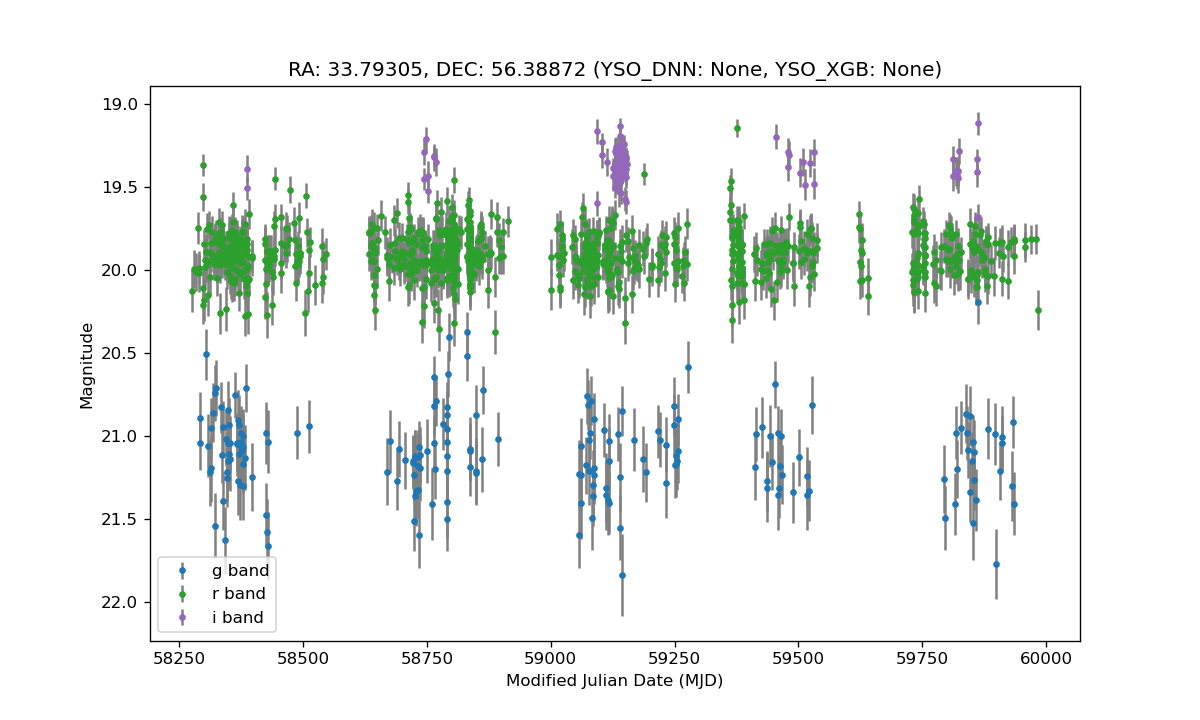 RA: 33.79305, DEC: 56.38872 (YSO_DNN: None, YSO_XGB: None)
19.0
19.5
20.0
20.5
21.0
21.5
22.0
Magnitude
g band
r band
i band
58250 58500 58750 59000 59250 59500 59750 60000
Modified Julian Date (MJD)